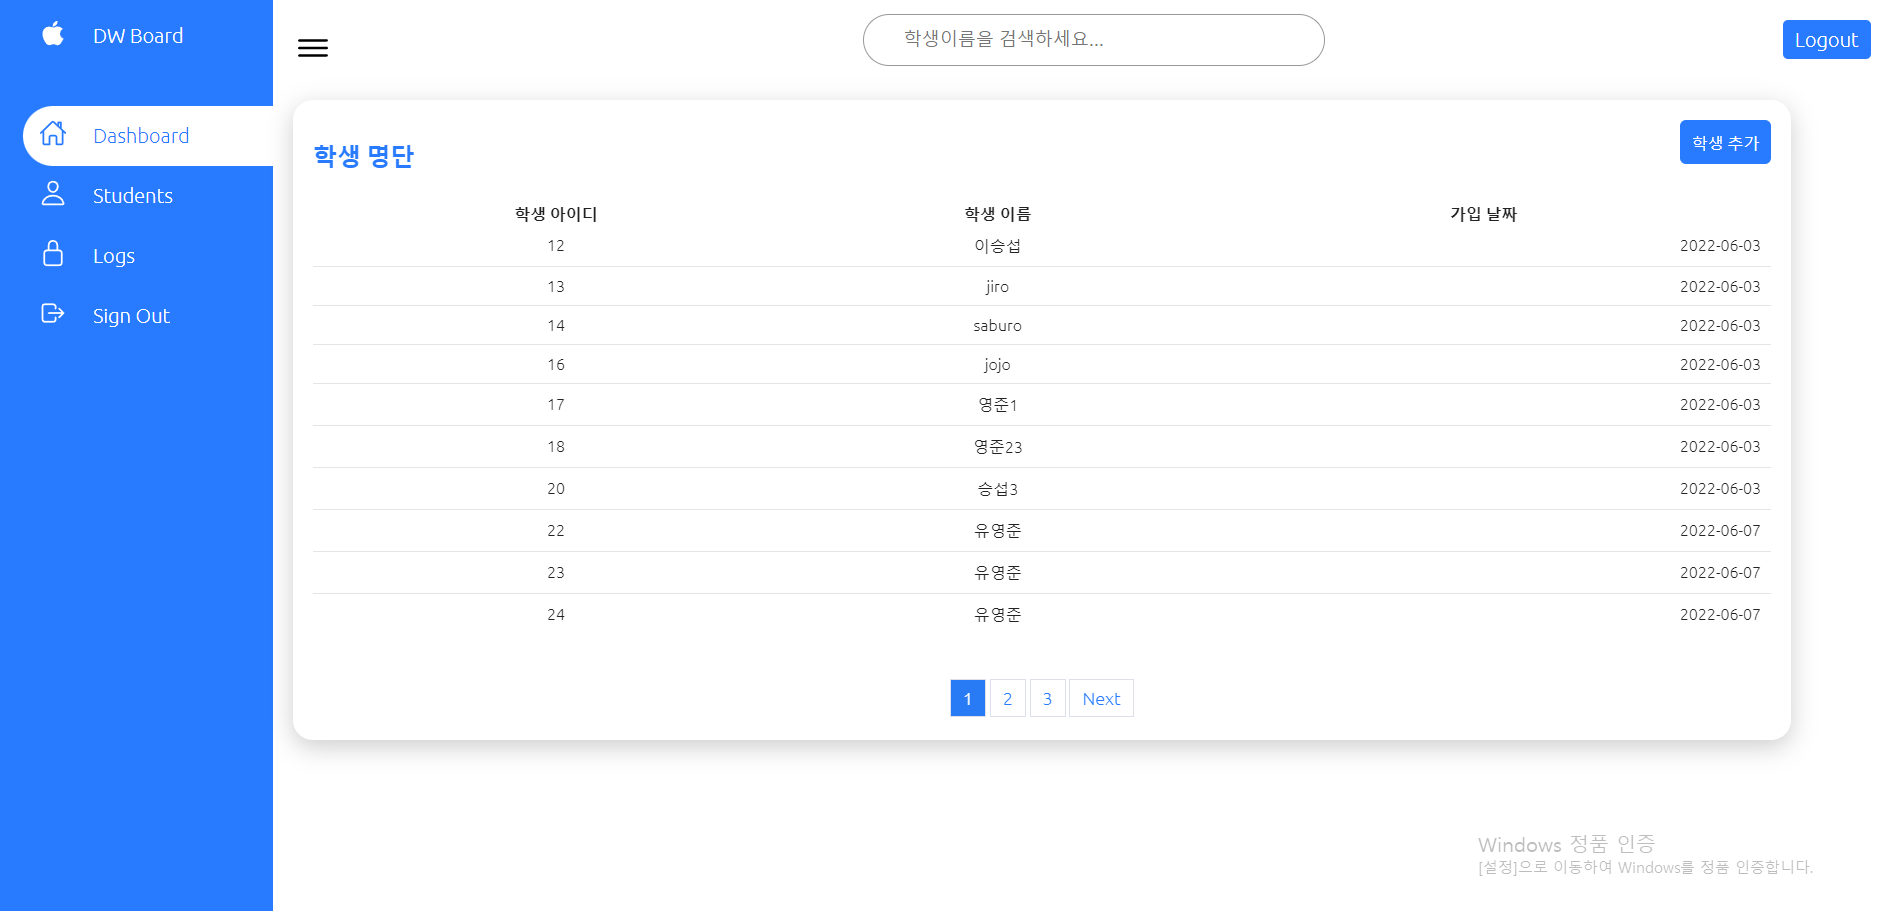 DW Board
학생이름을 검색하세요...
Logout
Dashboard
Students
Logs
Sign Out
학생 명단
학생 추가
학생 아이디 학생 이름 가입 날짜
12 이승섭 2022-06-03
13 jiro 2022-06-03
14 saburo 2022-06-03
16 jojo 2022-06-03
17 영준1 2022-06-03
18 영준23 2022-06-03
20 승섭3 2022-06-03
22 유영준 2022-06-07
23 유영준 2022-06-07
24 유영준 2022-06-07
1 2 3 Next
Windows 정품 인증
[설정]으로 이동하여 Windows를 정품 인증합니다.